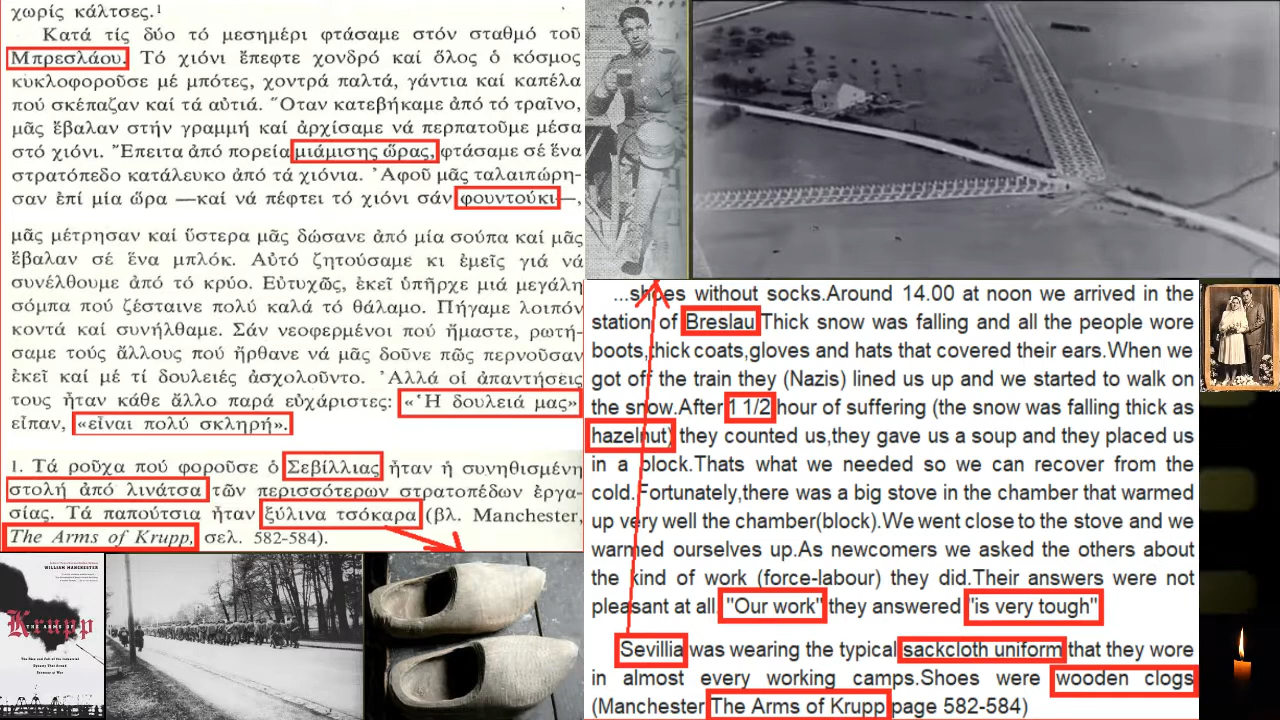 χωρίς κάλτσες.¹
Κατά τίς δύο τό μεσημέρι φτάσαμε στόν σταθμό τοῦ
Μπρεσλάου. Τό χιόνι ἔπεφτε χονδρό καί ὅλος ὁ κόσμος
κυκλοφοροῦσε μέ μπότες, χοντρά παλτά, γάντια καί καπέλα
πού σκέπαζαν καί τά αὐτιά. Ὅταν κατεβήκαμε ἀπό τό τραῖνο,
μᾶς ἔβαλαν στήν γραμμή καί ἀρχίσαμε νά περπατοῦμε μέσα
στό χιόνι. Ἔπειτα ἀπό πορεία μιάμισης ὥρας, φτάσαμε σέ ἕνα
στρατόπεδο κατάλευκο ἀπό τά χιόνια. Ἀφοῦ μᾶς ταλαιπώρη-
σαν ἐπί μία ὥρα —καί νά πέφτει τό χιόνι σάν φουντούκι—,
μᾶς μέτρησαν καί ὕστερα μᾶς δώσανε ἀπό μία σούπα καί μᾶς
ἔβαλαν σέ ἕνα μπλόκ. Αὐτό ζητούσαμε κι ἐμεῖς γιά νά
συνέλθουμε ἀπό τό κρύο. Εὐτυχῶς, ἐκεῖ ὑπῆρχε μιά μεγάλη
σόμπα πού ζέσταινε πολύ καλά τό θάλαμο. Πήγαμε λοιπόν
κοντά καί συνήλθαμε. Σάν νεοφερμένοι πού ἤμαστε, ρωτή-
σαμε τούς ἄλλους πού ἤρθανε νά μᾶς δοῦνε πῶς περνοῦσαν
ἐκεῖ καί μέ τί δουλειές ἀσχολοῦντο. Ἀλλά οἱ ἀπαντήσεις
τους ἦταν κάθε ἄλλο παρά εὐχάριστες: «Ἡ δουλειά μας»
εἶπαν, «εἶναι πολύ σκληρή».
1. Τά ροῦχα πού φοροῦσε ὁ Σεβίλλιας ἦταν ἡ συνηθισμένη
στολή ἀπό λινάτσα τῶν περισσότερων στρατοπέδων ἐργα-
σίας. Τά παπούτσια ἦταν ξύλινα τσόκαρα (βλ. Manchester,
The Arms of Krupp, σελ. 582-584).
WILLIAM MANCHESTER
THE ARMS OF
Krupp
...shoes without socks.Around 14.00 at noon we arrived in the
station of Breslau Thick snow was falling and all the people wore
boots,thick coats,gloves and hats that covered their ears.When we
got off the train they (Nazis) lined us up and we started to walk on
the snow.After 1 1/2 hour of suffering (the snow was falling thick as
hazelnut) they counted us,they gave us a soup and they placed us
in a block.Thats what we needed so we can recover from the
cold.Fortunately,there was a big stove in the chamber that warmed
up very well the chamber(block).We went close to the stove and we
warmed ourselves up.As newcomers we asked the others about
the kind of work (force-labour) they did.Their answers were not
pleasant at all. "Our work" they answered "is very tough"
Sevillia was wearing the typical sackcloth uniform that they wore
in almost every working camps.Shoes were wooden clogs
(Manchester The Arms of Krupp page 582-584)